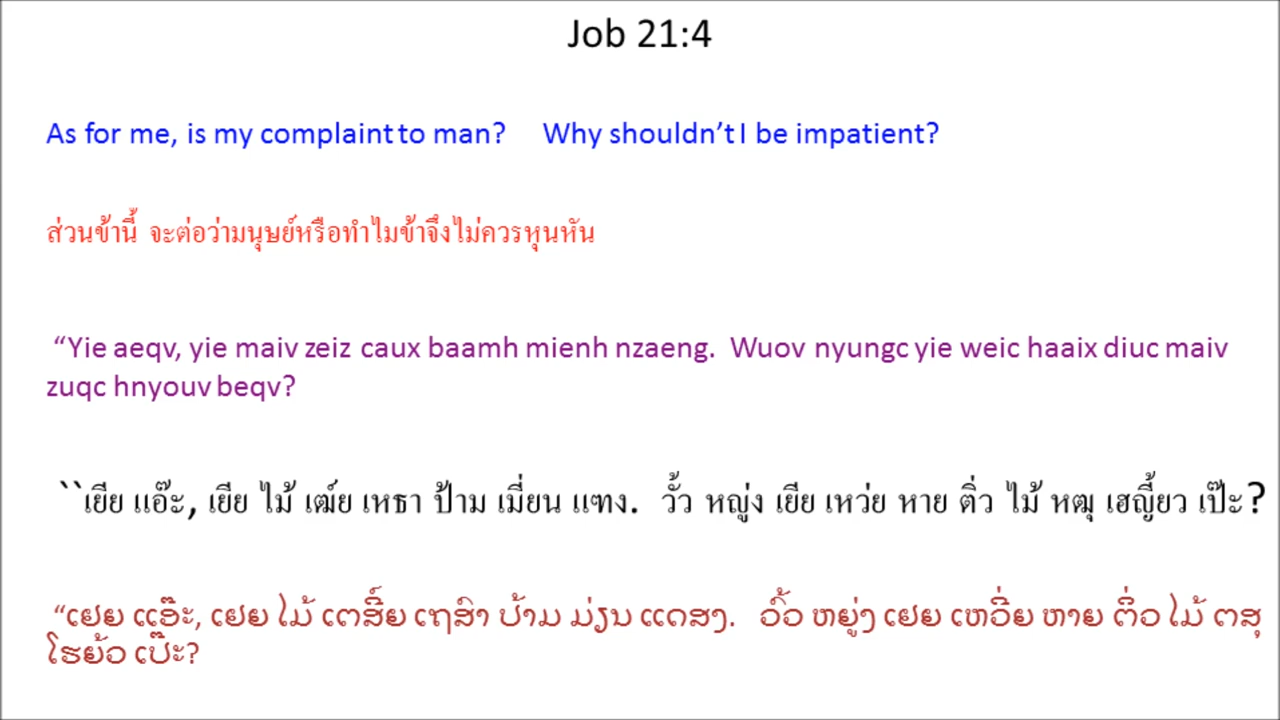 Job 21:4
As for me, is my complaint to man? Why shouldn’t I be impatient?
ส่วนข้านี้ จะต่อว่ามนุษย์หรือทำไมข้าจึงไม่ควรหุนหัน
“Yie aeqv, yie maiv zeiz caux baamh mienh nzaeng. Wuov nyungc yie weic haaix diuc maiv
zuqc hnyouv beqv?
``เยีย แอ๊ะ, เยีย ไม้ เฒ์ย เหธา ป้าม เมี่ยน แฑง. วั้ว หญู่ง เยีย เหว่ย หาย ติ่ว ไม้ หฒุ เฮญี้ยว เป๊ะ?
“ເຢຍ ແອ໊ະ, ເຢຍ ໄມ້ ເຕສີ໌ຍ ເຖສົາ ປ້າມ ມ່ຽນ ແດສງ. ວົ້ວ ຫຍູ່ງ ເຢຍ ເຫວີ່ຍ ຫາຍ ຕິ່ວ ໄມ້ ຕສຸ
ໂຮຍ້ວ ເປ໊ະ?